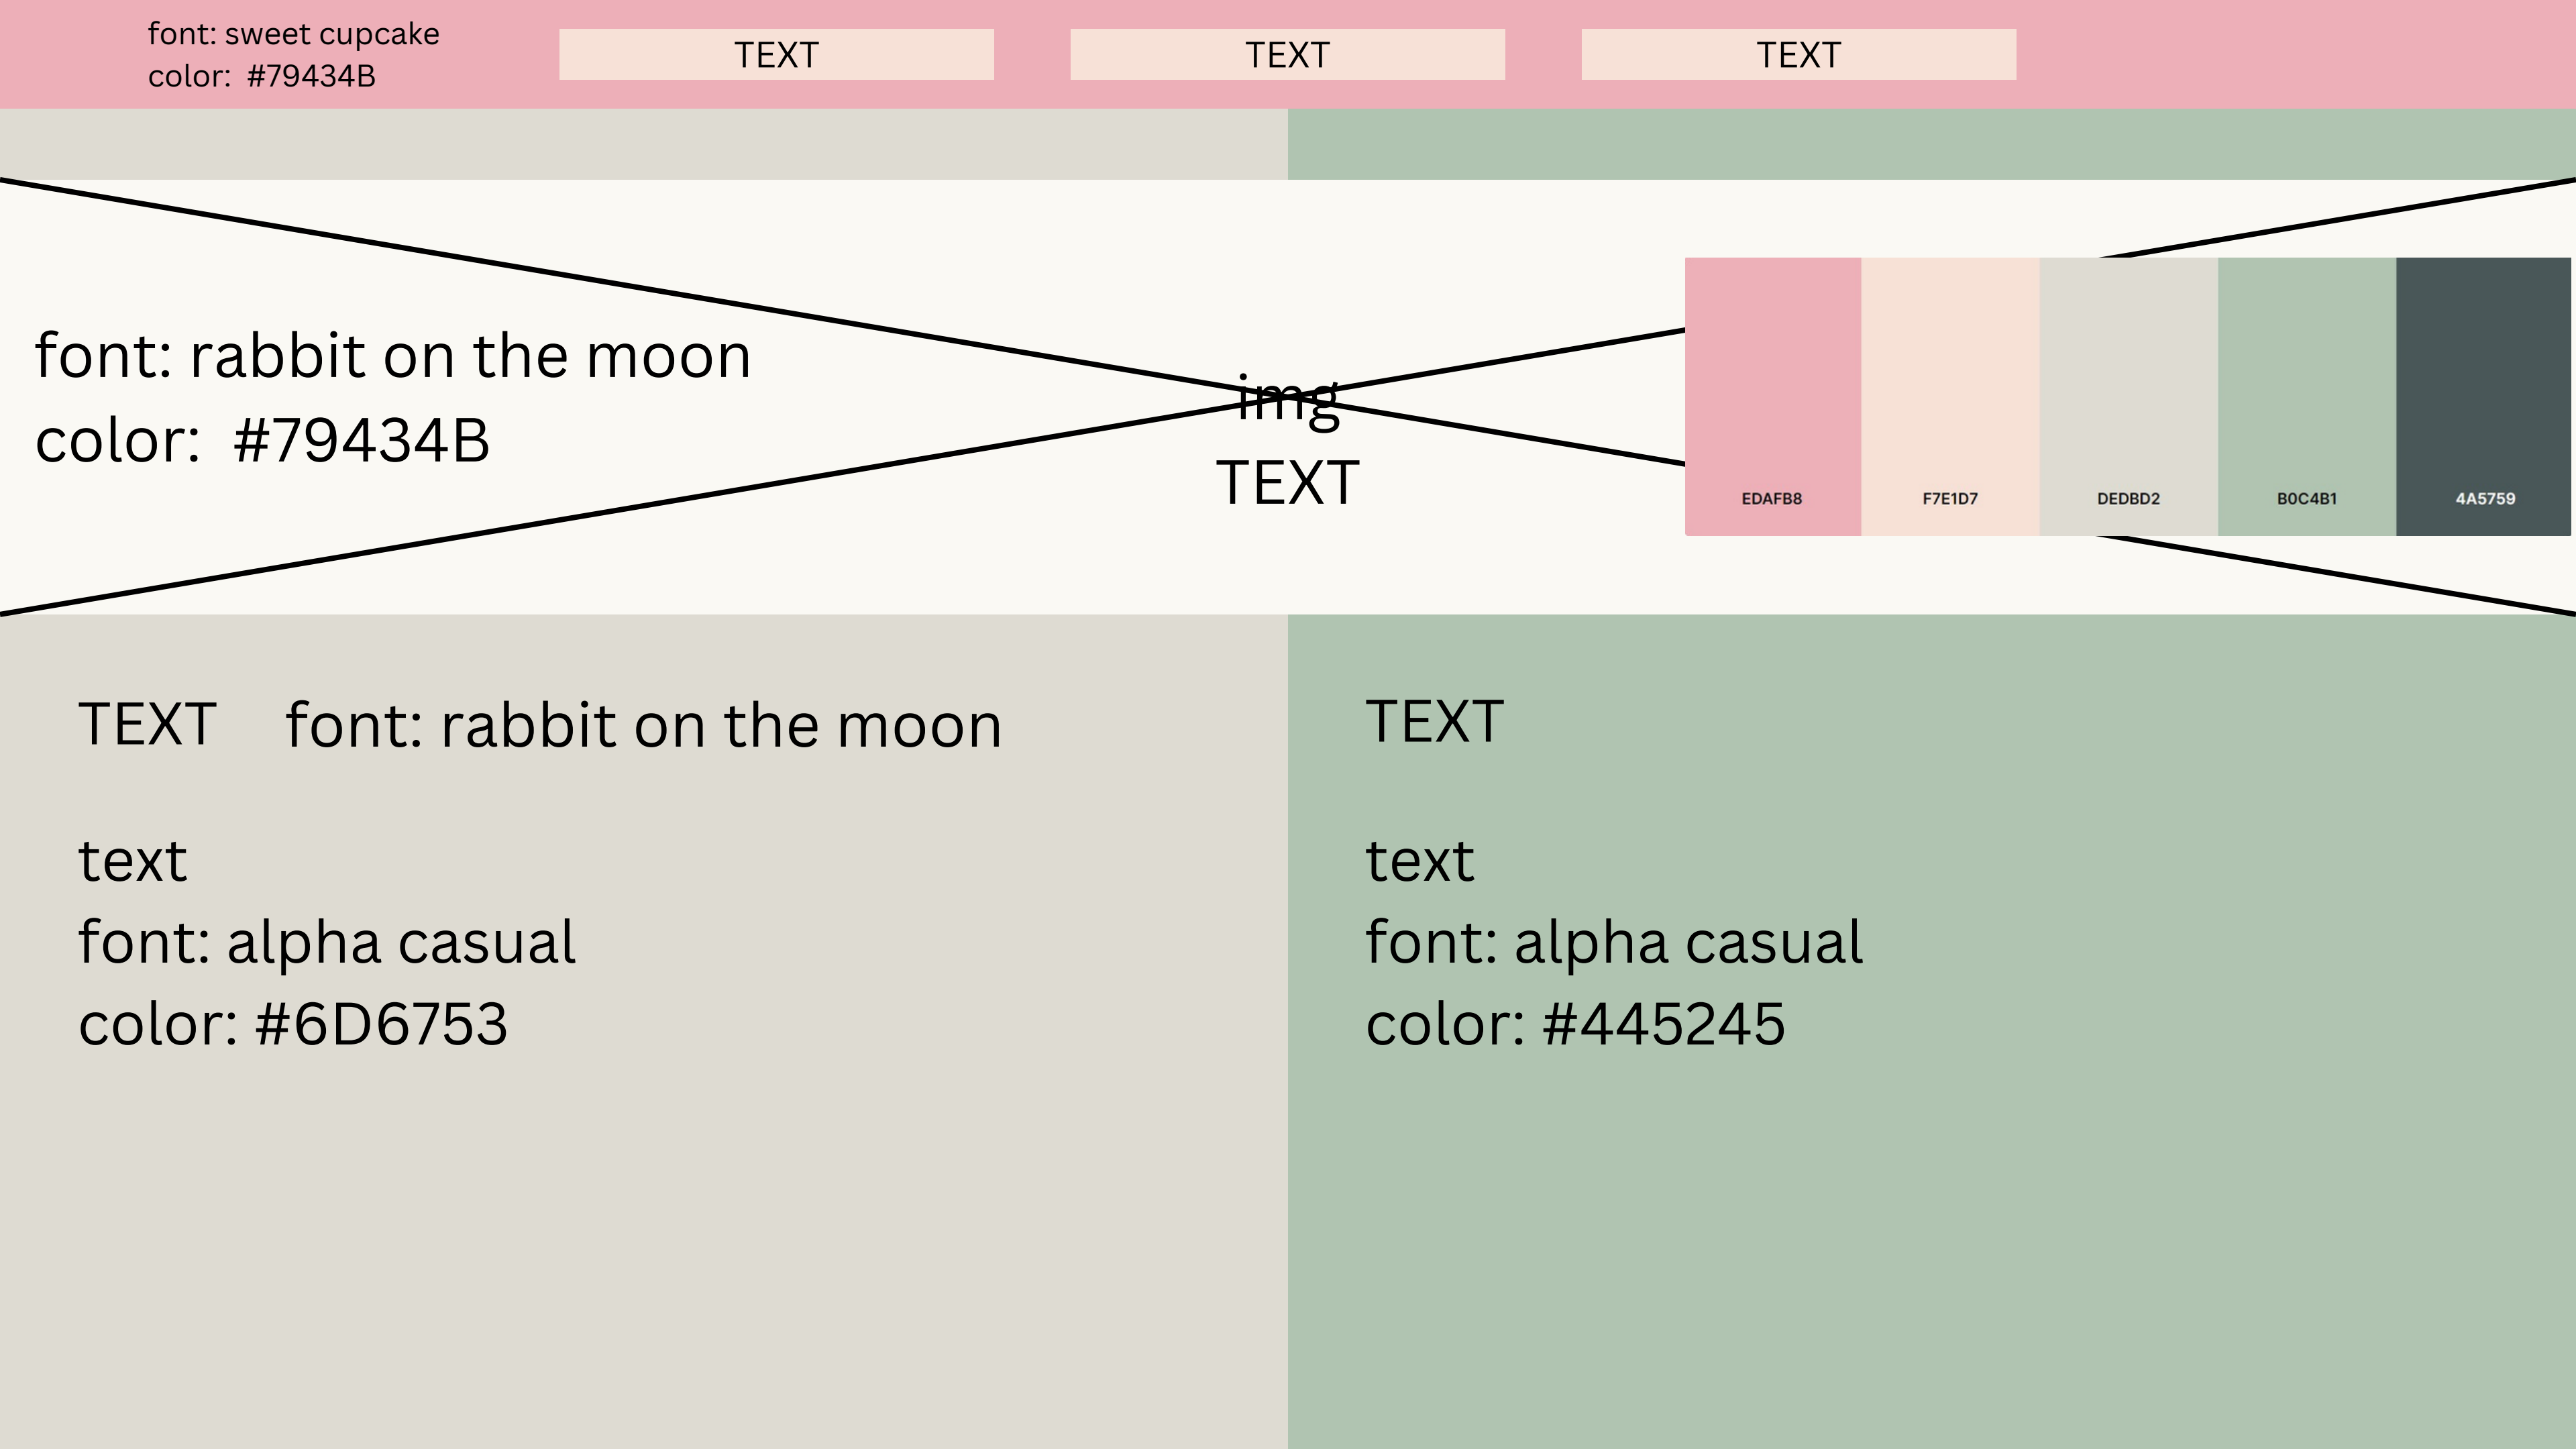 font: sweet cupcake
color:  #79434B
TEXT
TEXT
TEXT
font: rabbit on the moon
color:  #79434B
img
TEXT
EDAFB8
F7E1D7
DEDBD2
B0C4B1
4A5759
TEXT
font: rabbit on the moon
text
font: alpha casual
color: #6D6753
TEXT
text
font: alpha casual
color: #445245